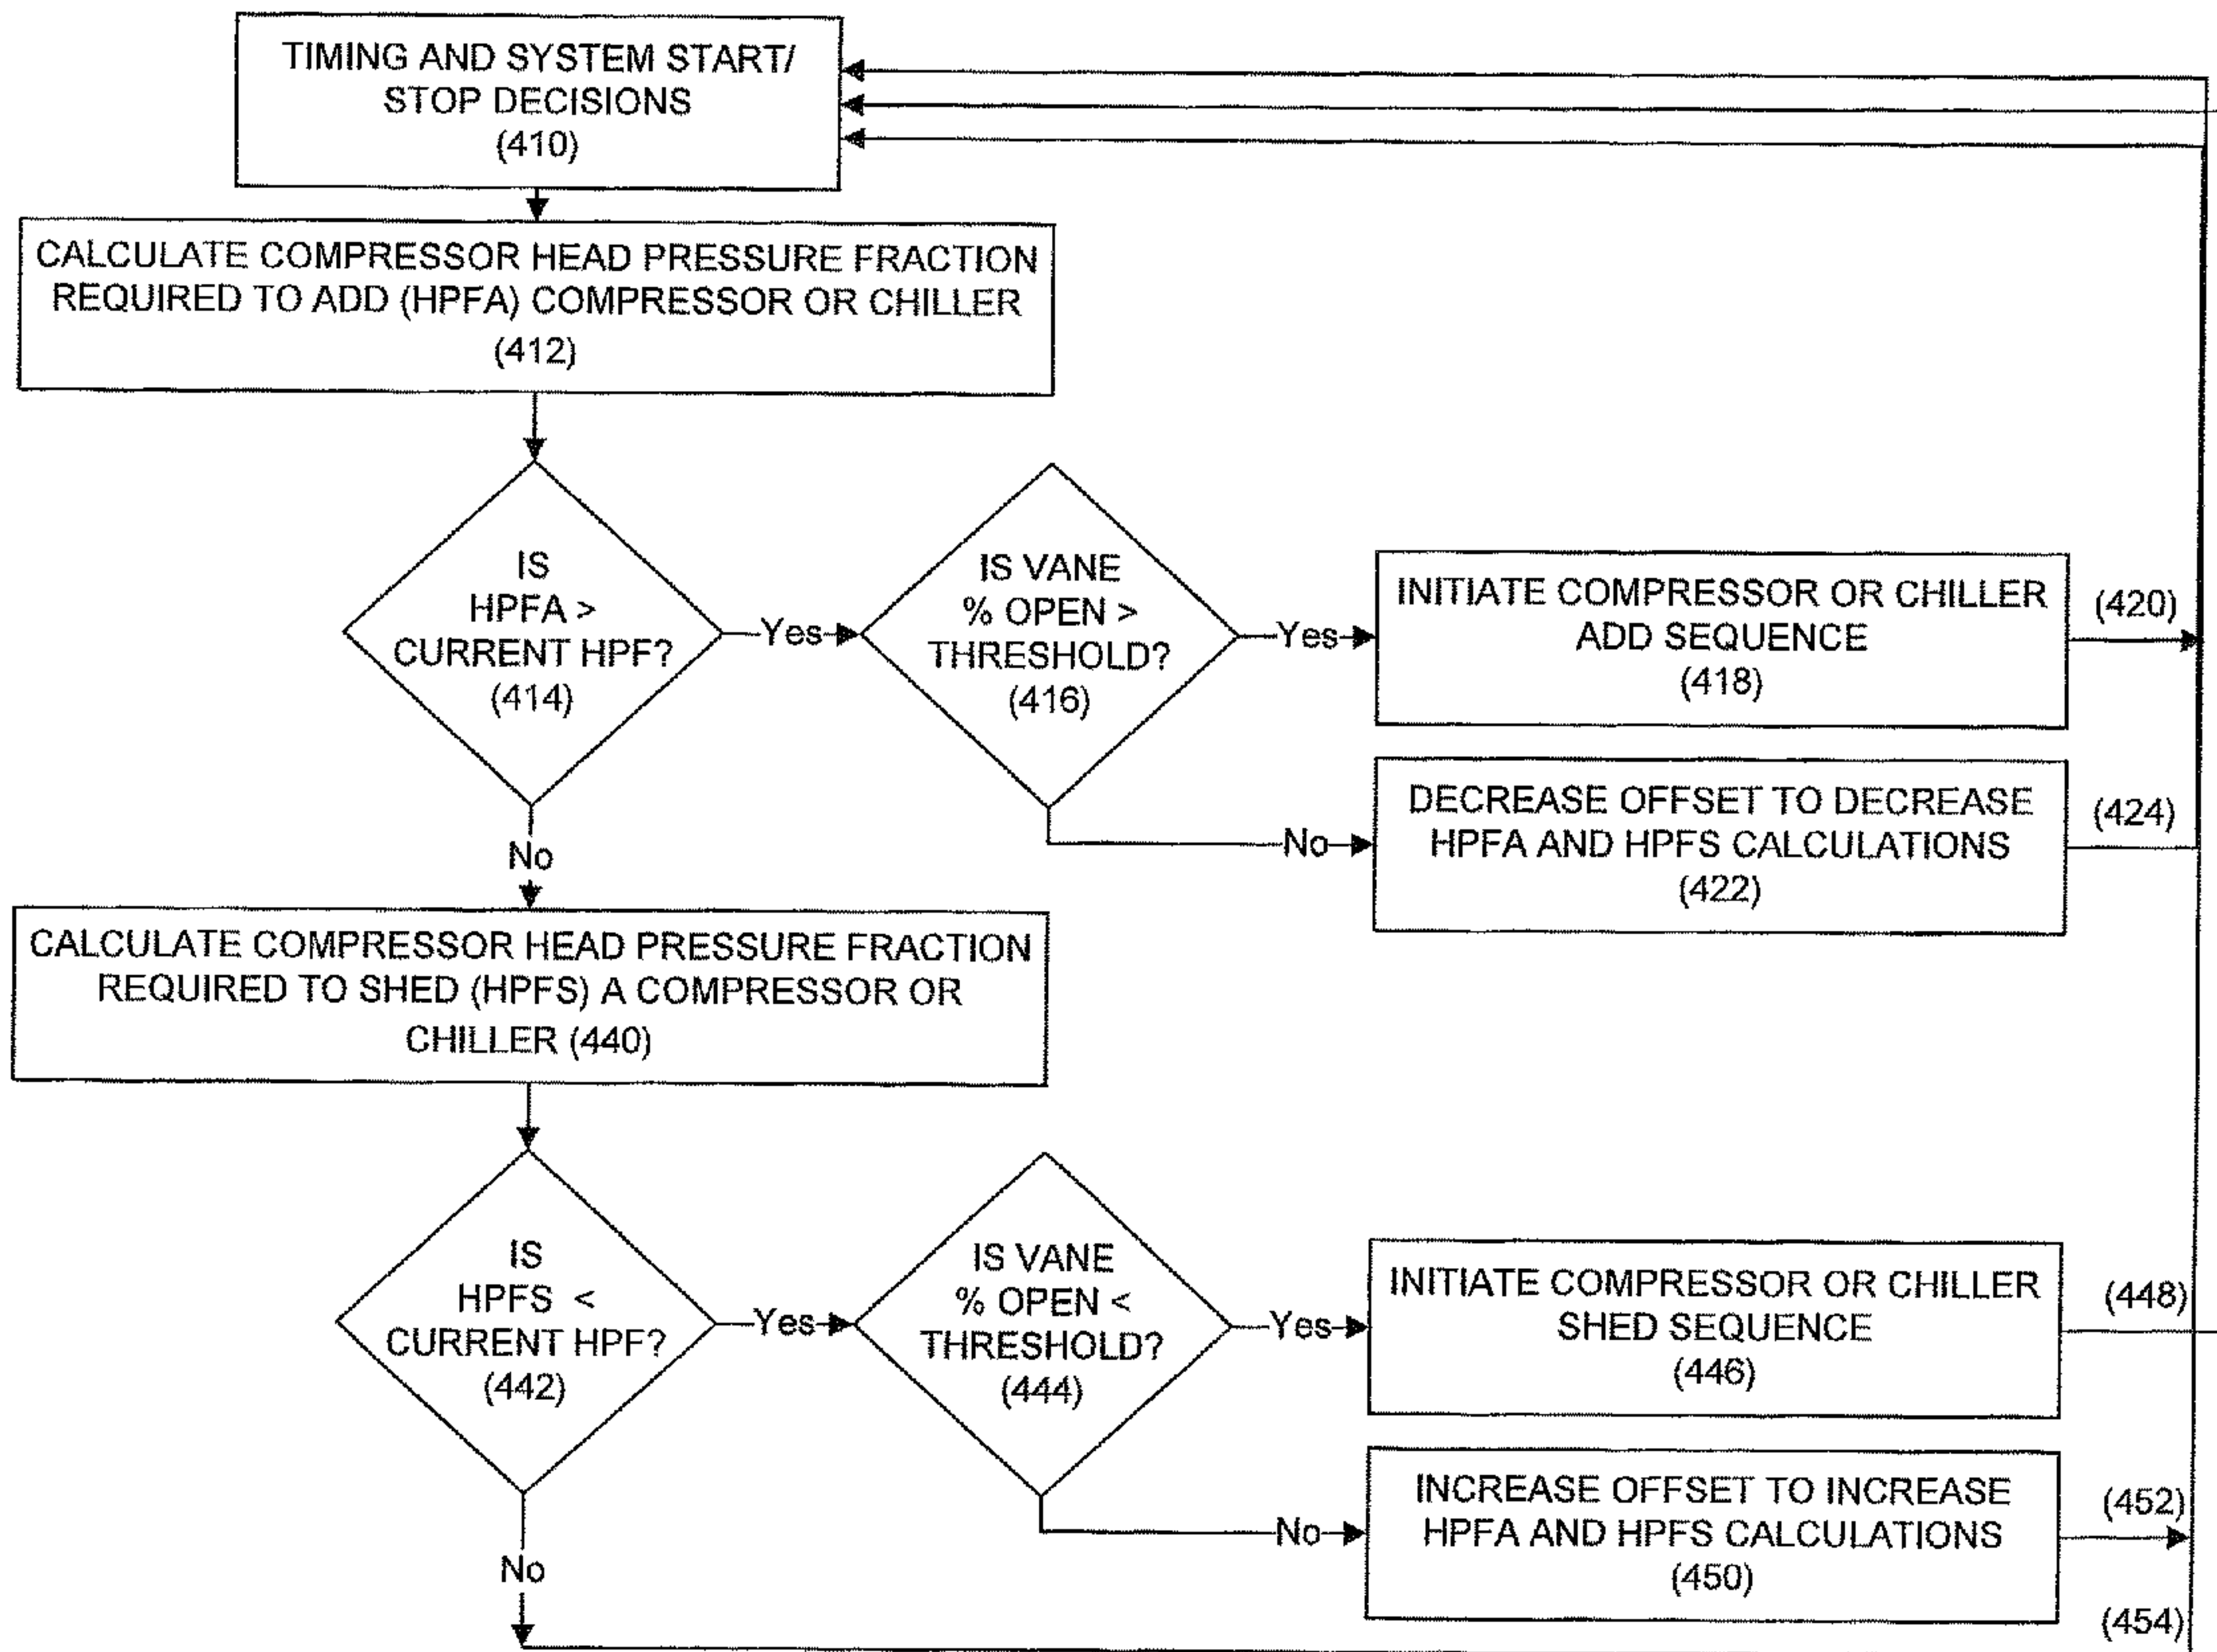 TIMING AND SYSTEM START/
STOP DECISIONS
(410)
CALCULATE COMPRESSOR HEAD PRESSURE FRACTION
REQUIRED TO ADD (HPFA) COMPRESSOR OR CHILLER
(412)
IS
HPFA >
CURRENT HPF?
(414)
Yes
IS VANE
% OPEN >
THRESHOLD?
(416)
Yes
INITIATE COMPRESSOR OR CHILLER
ADD SEQUENCE
(418)
(420)
No
DECREASE OFFSET TO DECREASE
HPFA AND HPFS CALCULATIONS
(422)
(424)
No
CALCULATE COMPRESSOR HEAD PRESSURE FRACTION
REQUIRED TO SHED (HPFS) A COMPRESSOR OR
CHILLER (440)
IS
HPFS <
CURRENT HPF?
(442)
Yes
IS VANE
% OPEN <
THRESHOLD?
(444)
Yes
INITIATE COMPRESSOR OR CHILLER
SHED SEQUENCE
(446)
(448)
No
INCREASE OFFSET TO INCREASE
HPFA AND HPFS CALCULATIONS
(450)
(452)
No
(454)